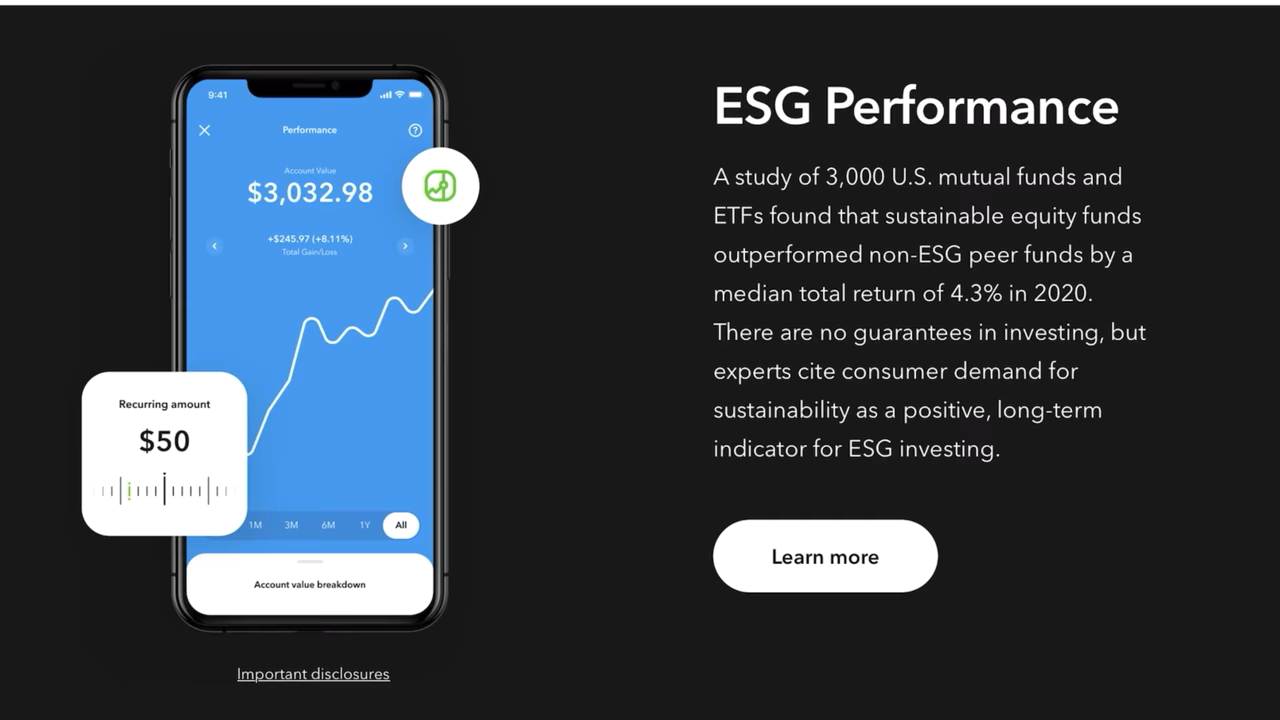 9:41
Performance
Account Value
$3,032.98
+$245.97 (+8.11%)
Total Gain/Loss
Recurring amount
$50
1M 3M 6M 1Y All
Account value breakdown
Important disclosures
ESG Performance
A study of 3,000 U.S. mutual funds and
ETFs found that sustainable equity funds
outperformed non-ESG peer funds by a
median total return of 4.3% in 2020.
There are no guarantees in investing, but
experts cite consumer demand for
sustainability as a positive, long-term
indicator for ESG investing.
Learn more